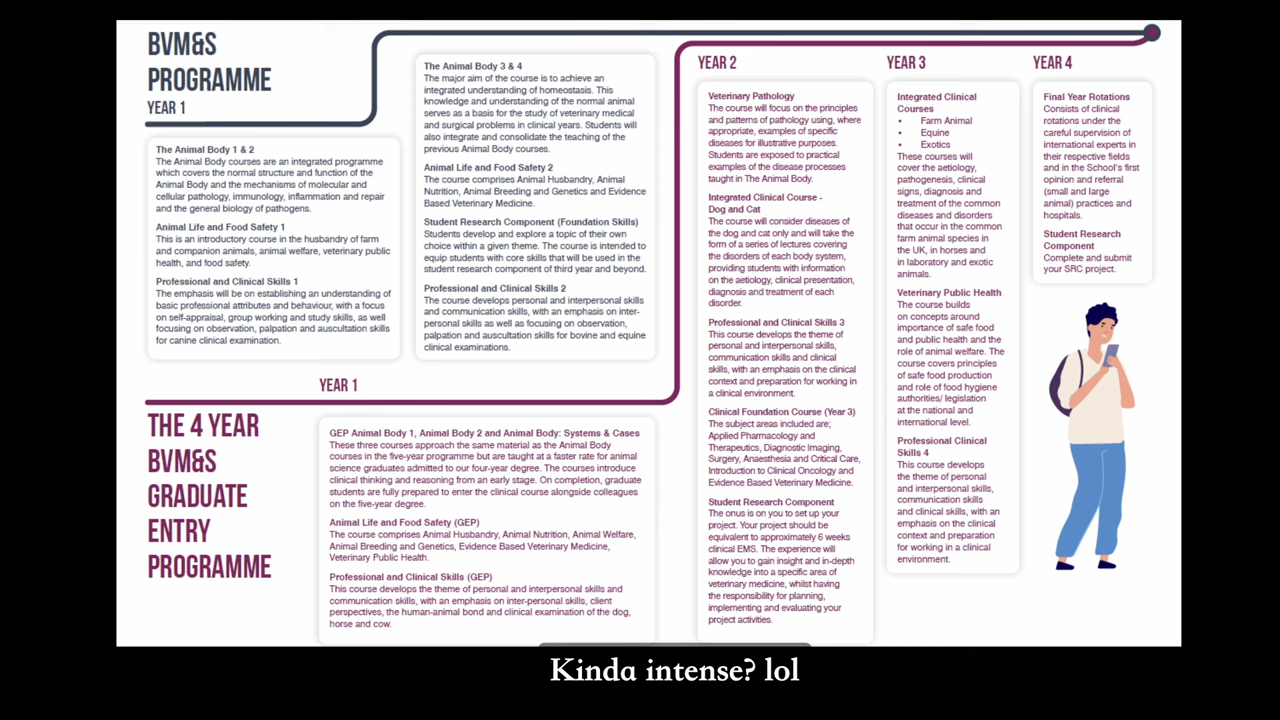 BVM&S
PROGRAMME
YEAR 1
The Animal Body 1 & 2
The Animal Body courses are an integrated programme
which covers the normal structure and function of the
Animal Body and the mechanisms of molecular and
cellular pathology, immunology, inflammation and repair
and the general biology of pathogens.
Animal Life and Food Safety 1
This is an introductory course in the husbandry of farm
and companion animals, animal welfare, veterinary public
health, and food safety.
Professional and Clinical Skills 1
The emphasis will be on establishing an understanding of
basic professional attributes and behaviour, with a focus
on self-appraisal, group working and study skills, as well
focusing on observation, palpation and auscultation skills
for canine clinical examination.
The Animal Body 3 & 4
The major aim of the course is to achieve an
integrated understanding of homeostasis. This
knowledge and understanding of the normal animal
serves as a basis for the study of veterinary medical
and surgical problems in clinical years. Students will
also integrate and consolidate the teaching of the
previous Animal Body courses.
Animal Life and Food Safety 2
The course comprises Animal Husbandry, Animal
Nutrition, Animal Breeding and Genetics and Evidence
Based Veterinary Medicine.
Student Research Component (Foundation Skills)
Students develop and explore a topic of their own
choice within a given theme. The course is intended to
equip students with core skills that will be used in the
student research component of third year and beyond.
Professional and Clinical Skills 2
The course develops personal and interpersonal skills
and communication skills, with an emphasis on inter-
personal skills as well as focusing on observation,
palpation and auscultation skills for bovine and equine
clinical examinations.
YEAR 1
THE 4 YEAR
BVM&S
GRADUATE
ENTRY
PROGRAMME
GEP Animal Body 1, Animal Body 2 and Animal Body: Systems & Cases
These three courses approach the same material as the Animal Body
courses in the five-year programme but are taught at a faster rate for animal
science graduates admitted to our four-year degree. The courses introduce
clinical thinking and reasoning from an early stage. On completion, graduate
students are fully prepared to enter the clinical course alongside colleagues
on the five-year degree.
Animal Life and Food Safety (GEP)
The course comprises Animal Husbandry, Animal Nutrition, Animal Welfare,
Animal Breeding and Genetics, Evidence Based Veterinary Medicine,
Veterinary Public Health.
Professional and Clinical Skills (GEP)
This course develops the theme of personal and interpersonal skills and
communication skills, with an emphasis on inter-personal skills, client
perspectives, the human-animal bond and clinical examination of the dog,
horse and cow.
YEAR 2
Veterinary Pathology
The course will focus on the principles
and patterns of pathology using, where
appropriate, examples of specific
diseases for illustrative purposes.
Students are exposed to practical
examples of the disease processes
taught in The Animal Body.
Integrated Clinical Course -
Dog and Cat
The course will consider diseases of
the dog and cat only and will take the
form of a series of lectures covering
the disorders of each body system,
providing students with information
on the aetiology, clinical presentation,
diagnosis and treatment of each
disorder.
Professional and Clinical Skills 3
This course develops the theme of
personal and interpersonal skills,
communication skills and clinical
skills, with an emphasis on the clinical
context and preparation for working in
a clinical environment.
Clinical Foundation Course (Year 3)
The subject areas included are;
Applied Pharmacology and
Therapeutics, Diagnostic Imaging,
Surgery, Anaesthesia and Critical Care,
Introduction to Clinical Oncology and
Evidence Based Veterinary Medicine.
Student Research Component
The onus is on you to set up your
project. Your project should be
equivalent to approximately 6 weeks
clinical EMS. The experience will
allow you to gain insight and in-depth
knowledge into a specific area of
veterinary medicine, whilst having
the responsibility for planning,
implementing and evaluating your
project activities.
YEAR 3
Integrated Clinical
Courses
• Farm Animal
• Equine
• Exotics
These courses will
cover the aetiology,
pathogenesis, clinical
signs, diagnosis and
treatment of the common
diseases and disorders
that occur in the common
farm animal species in
the UK, in horses and
in laboratory and exotic
animals.
Veterinary Public Health
The course builds
on concepts around
importance of safe food
and public health and the
role of animal welfare. The
course covers principles
of safe food production
and role of food hygiene
authorities/ legislation
at the national and
international level.
Professional Clinical
Skills 4
This course develops
the theme of personal
and interpersonal skills,
communication skills
and clinical skills, with an
emphasis on the clinical
context and preparation
for working in a clinical
environment.
YEAR 4
Final Year Rotations
Consists of clinical
rotations under the
careful supervision of
international experts in
their respective fields
and in the School's first
opinion and referral
(small and large
animal) practices and
hospitals.
Student Research
Component
Complete and submit
your SRC project.
Kinda intense? lol